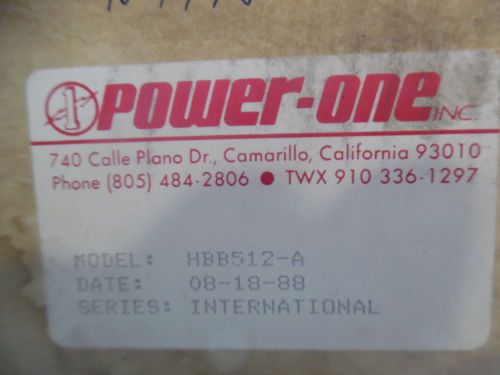 1 POWER-ONE INC.
740 Calle Plano Dr., Camarillo, California 93010
Phone (805) 484-2806 ● TWX 910 336-1297
MODEL: HBB512-A
DATE: 08-18-88
SERIES: INTERNATIONAL